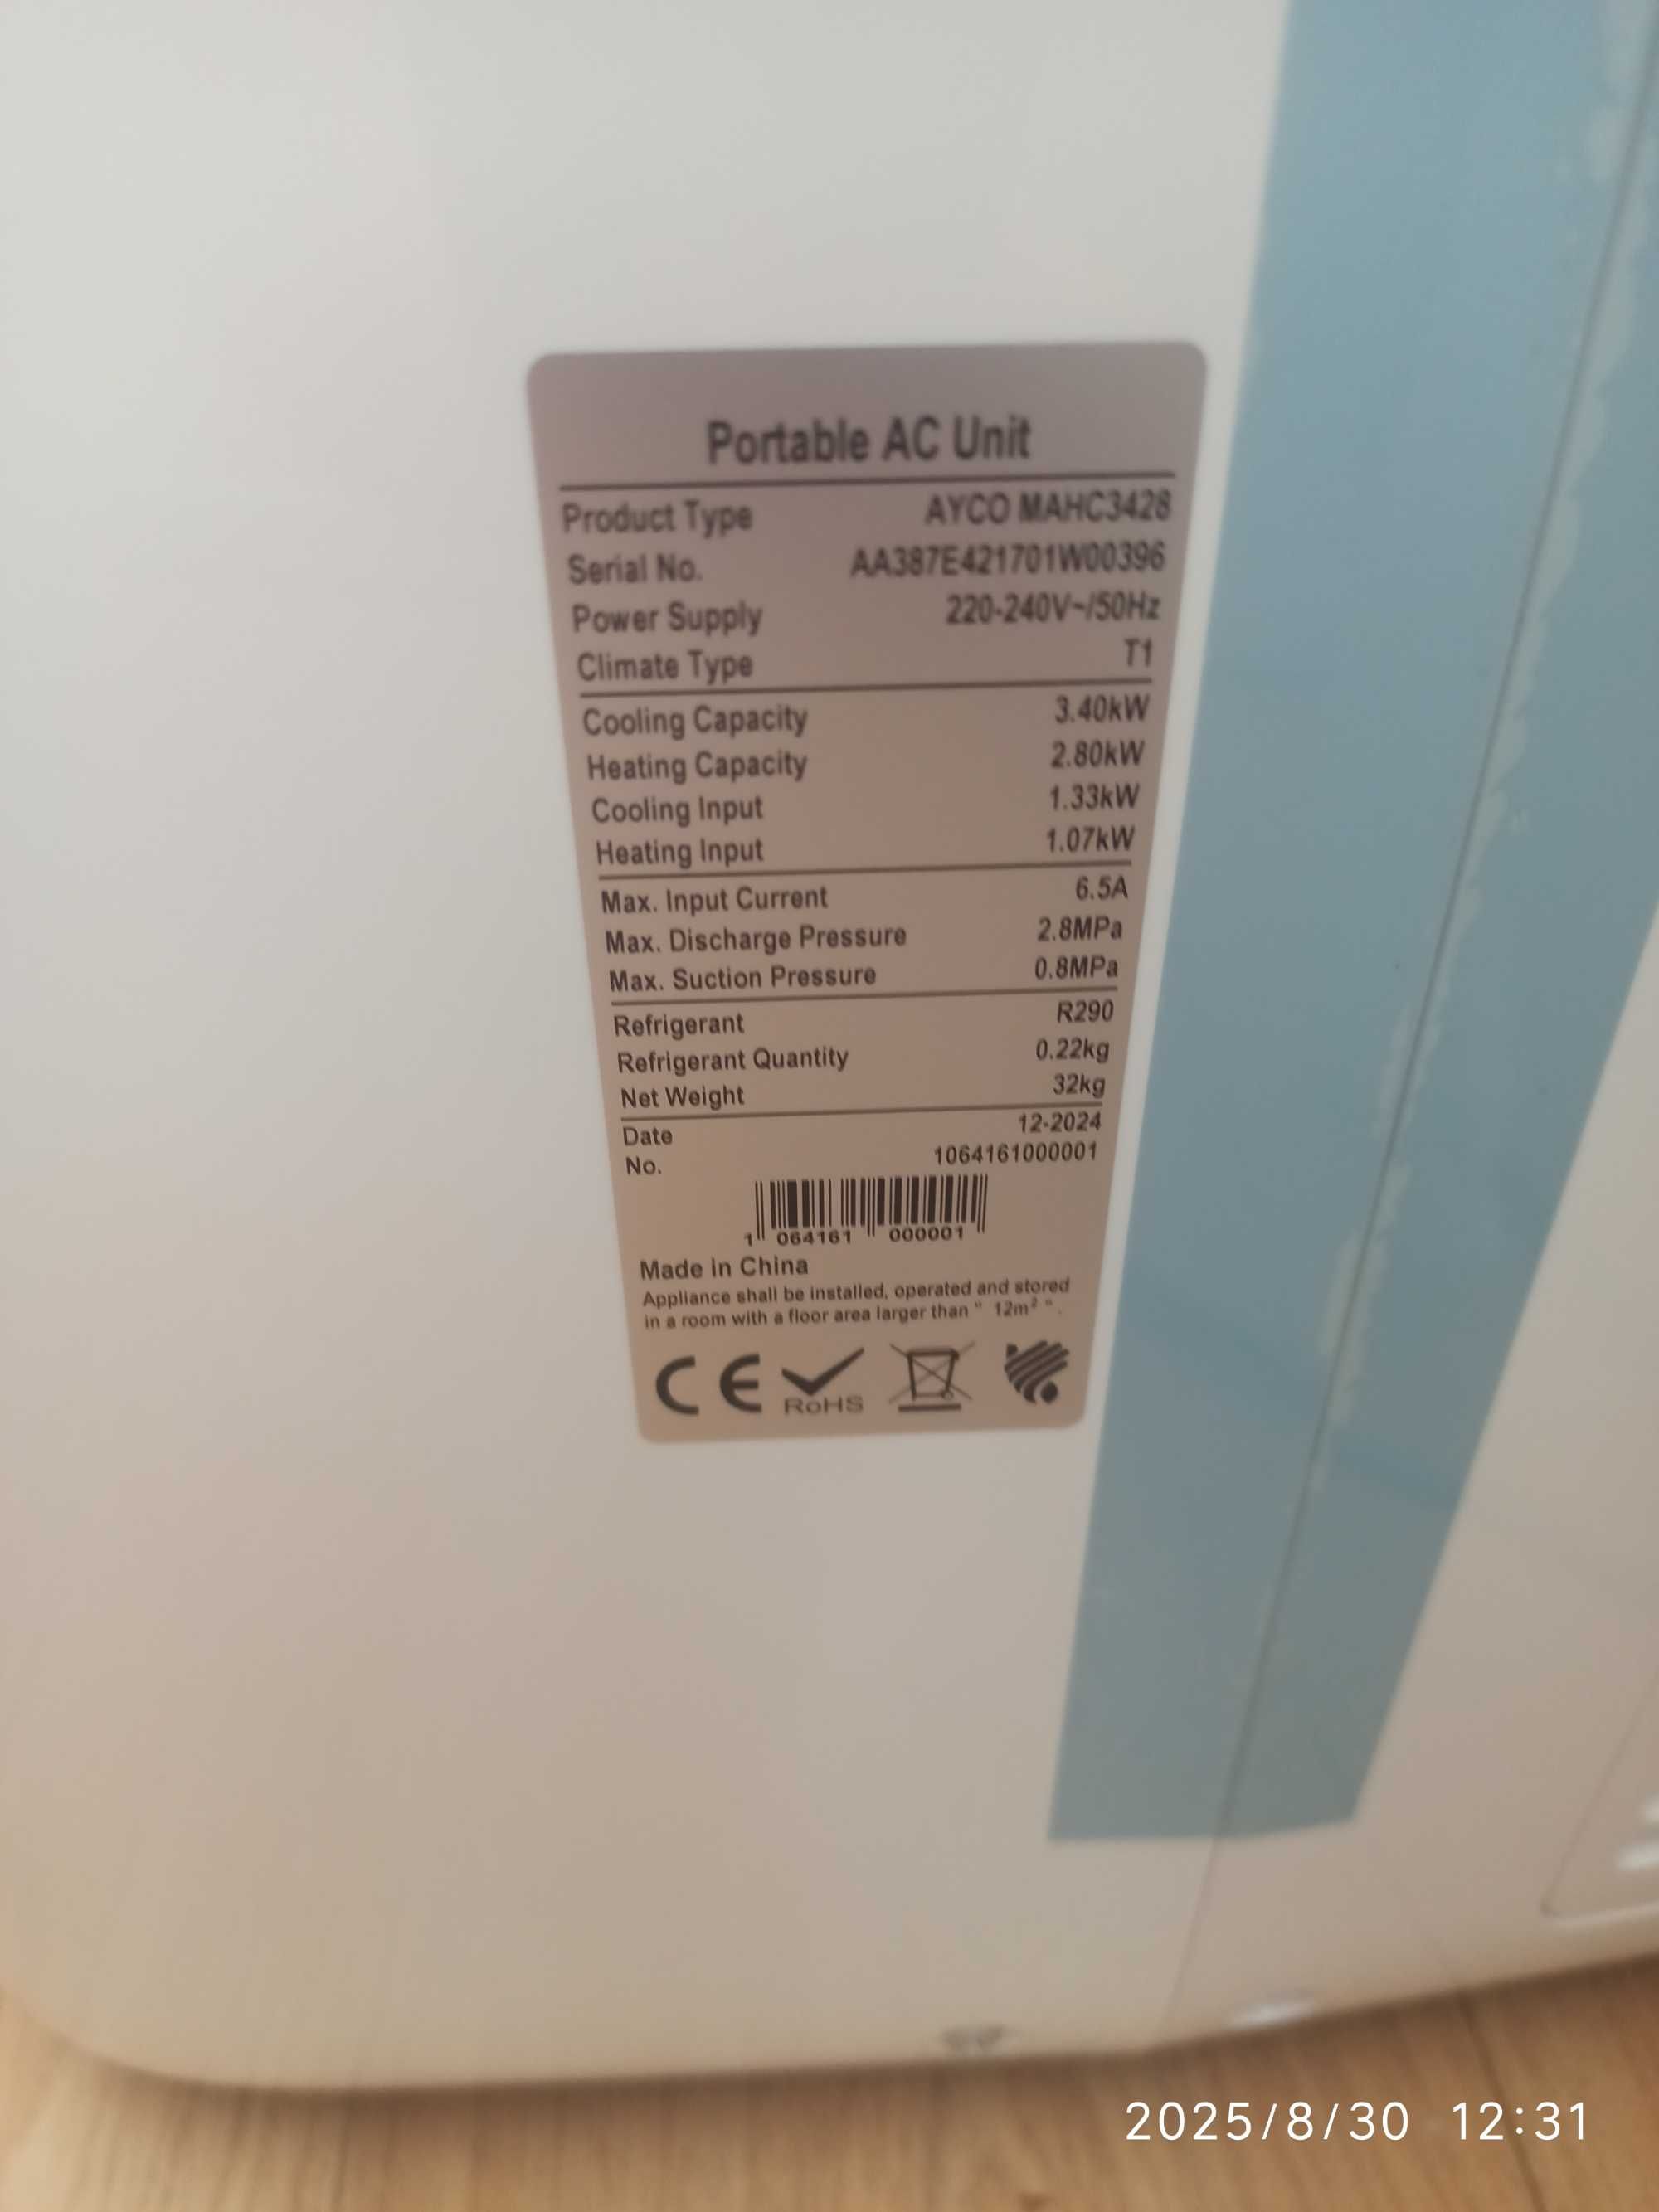 Portable AC Unit
Product Type AYCO MAHC3428
Serial No. AA387E421701W00396
Power Supply 220-240V~/50Hz
Climate Type T1
Cooling Capacity 3.40kW
Heating Capacity 2.80kW
Cooling Input 1.33kW
Heating Input 1.07kW
Max. Input Current 6.5A
Max. Discharge Pressure 2.8MPa
Max. Suction Pressure 0.8MPa
Refrigerant R290
Refrigerant Quantity 0.22kg
Net Weight 32kg
Date 12-2024
No. 1064161000001
1 064161 000001
Made in China
Appliance shall be installed, operated and stored
in a room with a floor area larger than " 12m² ".
CE RoHS
2025/8/30 12:31